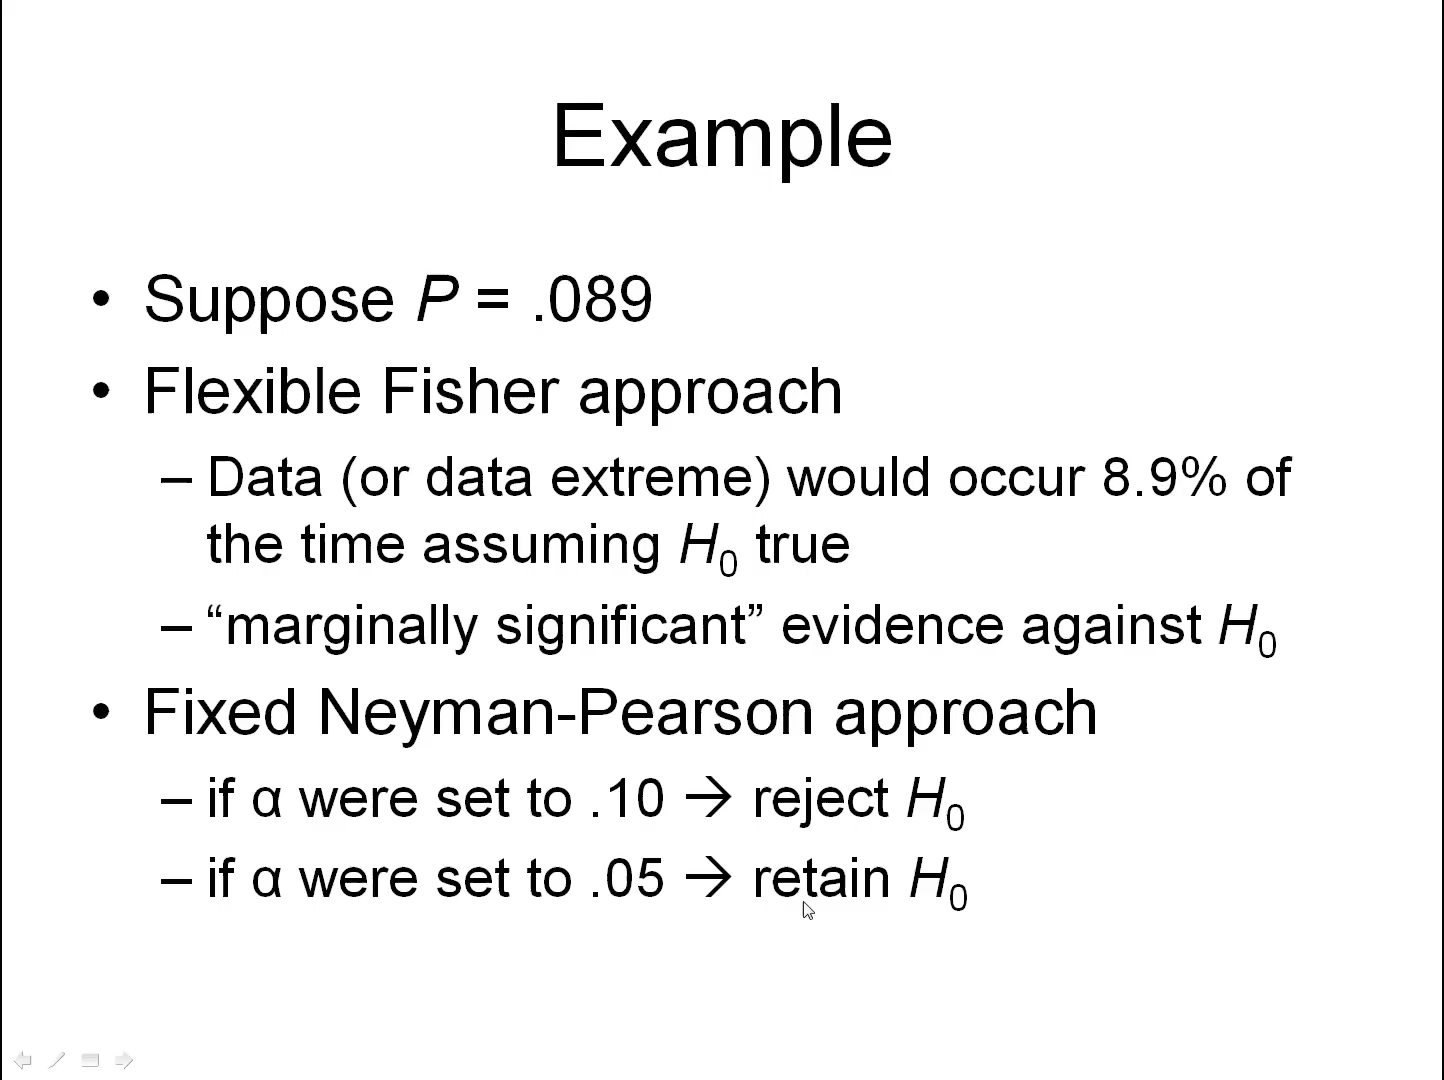 Example
• Suppose P = .089
• Flexible Fisher approach
– Data (or data extreme) would occur 8.9% of
the time assuming H₀ true
– “marginally significant” evidence against H₀
• Fixed Neyman-Pearson approach
– if α were set to .10 → reject H₀
– if α were set to .05 → retain H₀